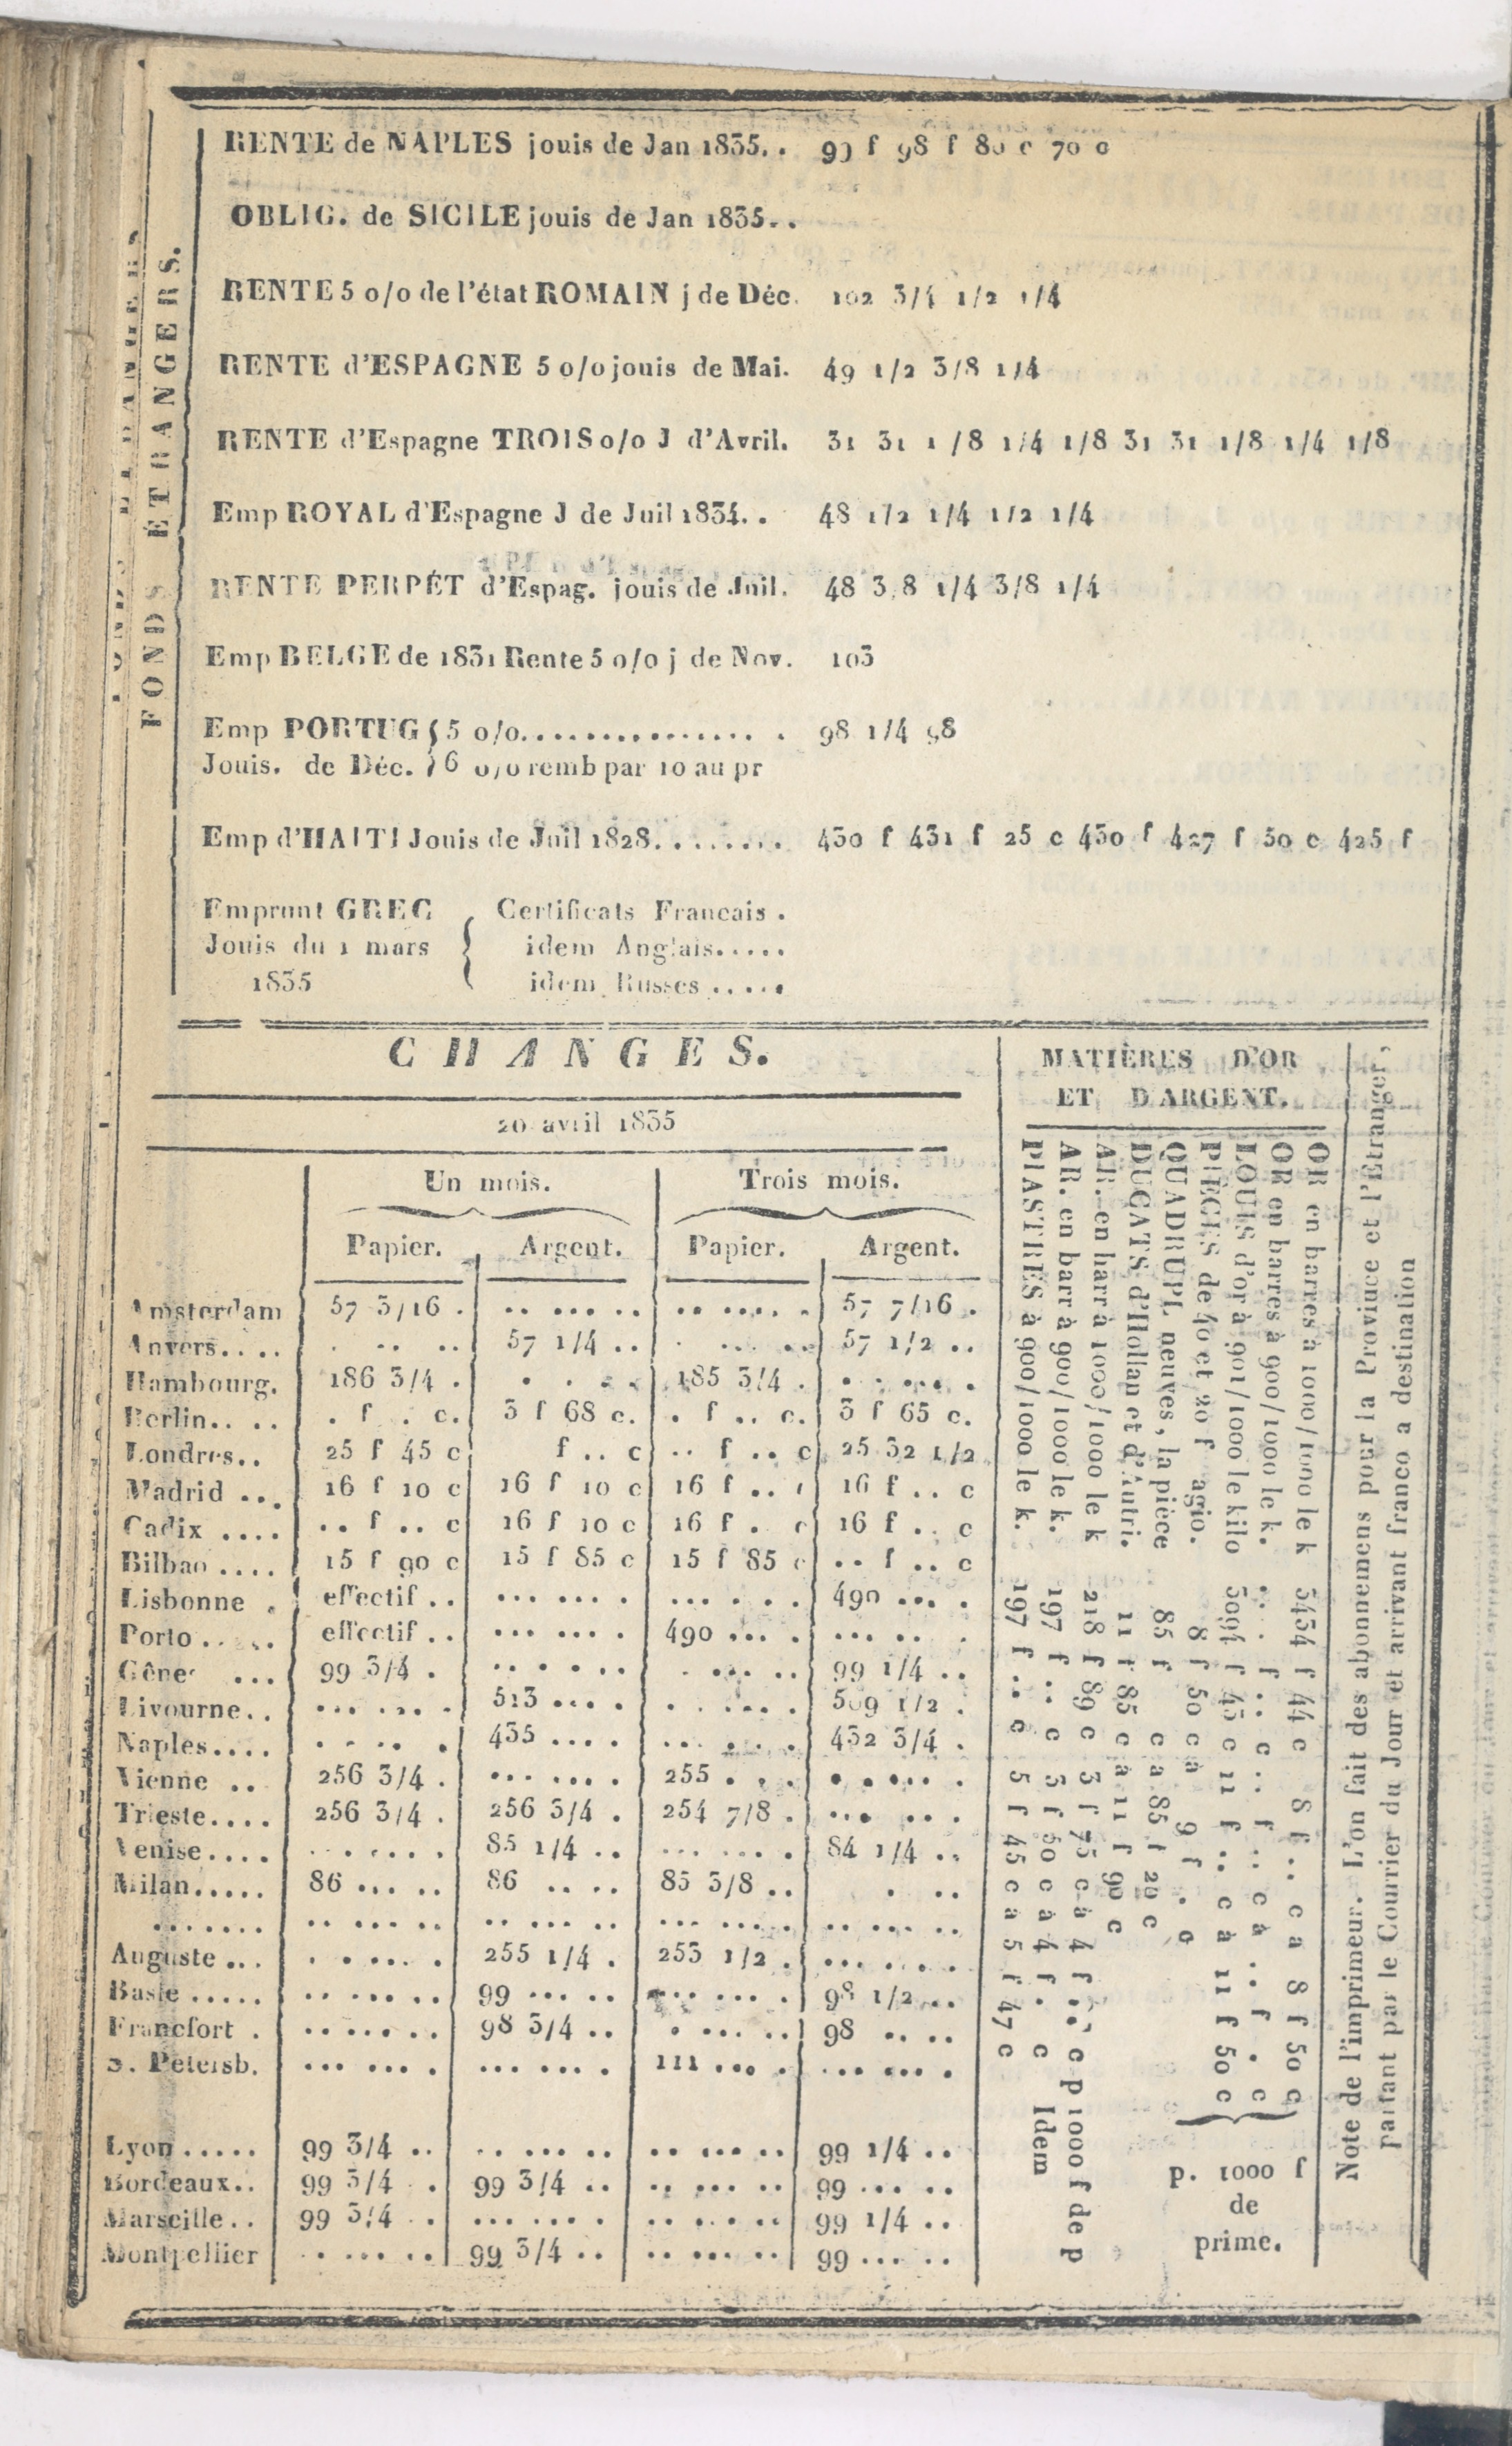 FONDS ÉTRANGERS.
RENTE de NAPLES jouis de Jan 1835. . 99 f 98 f 80 c 70 c
OBLIG. de SICILE jouis de Jan 1835. .
RENTE 5 o/o de l'état ROMAIN j de Déc. 102 3/4 1/2 1/4
RENTE d'ESPAGNE 5 o/o jouis de Mai. 49 1/2 3/8 1/4
RENTE d'Espagne TROIS o/o J d'Avril. 31 31 1/8 1/4 1/8 31 31 1/8 1/4 1/8
Emp ROYAL d'Espagne J de Juil 1834. . 48 1/2 1/4 1/2 1/4
RENTE PERPÉT d'Espag. jouis de Juil. 48 3/8 1/4 3/8 1/4
Emp BELGE de 1831 Rente 5 o/o j de Nov. 103
Emp PORTUG { 5 o/o. . . . . . . . . . . . . . . . 98 1/4 98
Jouis. de Déc. } 6 o/o remb par 10 au pr
Emp d'HAITI Jouis de Juil 1828. . . . . . . . 430 f 431 f 25 c 430 f 427 f 50 c 425 f
Emprunt GREC { Certificats Francais .
Jouis du 1 mars idem Anglais. . . . .
1835 idem Russes . . . . .
CHANGES.
20 avril 1835
Un mois. Trois mois.
Papier. Argent. Papier. Argent.
Amsterdam 57 3/16 . .. ... .. .. ... . . 57 7/16 .
Anvers. . . . . .. .. 57 1/4 .. . ... .. 57 1/2 ..
Hambourg. 186 3/4 . . . . . 185 3/4 . . . ... .
Berlin. . . . . f . c. 3 f 68 c. . f .. c. 3 f 65 c.
Londres. . 25 f 45 c f .. c .. f .. c 25 32 1/2
Madrid ... 16 f 10 c 16 f 10 c 16 f .. 16 f .. c
Cadix .... .. f .. c 16 f 10 c 16 f . c 16 f .. c
Bilbao .... 15 f 90 c 15 f 85 c 15 f 85 c .. f .. c
Lisbonne . effectif .. ... ... . ... . . . 490 ... .
Porto ..... effectif .. ... ... . 490 ... . ... .. .
Gênes ... 99 3/4 . .. . . .. . ... .. 99 1/4 ..
Livourne. . ... ... . 513 ... . . . ... . 509 1/2 .
Naples. . . . . . .. . 435 .... ... . . . 432 3/4 .
Vienne .. 256 3/4 . ... ... . 255 . . . . . ... .
Trieste. . . . 256 3/4 . 256 3/4 . 254 7/8 . ... ... .
Venise. . . . . . ... . 85 1/4 .. ... ... . 84 1/4 ..
Milan. . . . . 86 ... .. 86 .. .. 85 3/8 .. . ..
....... .. ... .. .. ... .. ... ... . .. ... ..
Auguste ... . . ... . 255 1/4 . 253 1/2 . ... ... .
Basle ..... .. ... .. 99 ... .. ... ... . 98 1/2 ..
Francfort . .. ... .. 98 3/4 .. . ... .. 98 .. ..
S. Petersb. ... ... . ... ... . 111 ... . ... ... .
Lyon ..... 99 3/4 .. .. ... .. .. ... .. 99 1/4 ..
Bordeaux. . 99 3/4 . 99 3/4 .. .. ... .. 99 ... ..
Marseille . . 99 3/4 . ... ... . .. ... .. 99 1/4 ..
Montpellier . ... .. 99 3/4 .. .. ... .. 99 ... ..
MATIÈRES D'OR
ET D'ARGENT.
OR en barres à 1000/1000 le k 3434 f 44 c 8 f .. c a 8 f 50 c
OR en barres à 900/1000 le k. .. f .. c .. f .. c à .. f . c
LOUIS d'or à 901/1000 le kilo 3094 f 43 c 11 f .. c à 11 f 50 c
PIÈCES de 40 et 20 f agio. 8 f 50 c à 9 f . c
QUADRUPL neuves, la pièce 85 f c a 85 f 20 c
DUCATS d'Hollan et d'Autri. 11 f 85 c à 11 f 90 c
AR. en barr à 1000/1000 le k 218 f 89 c 3 f 75 c à 4 f .. c p 1000 f de p
AR. en barr à 900/1000 le k. 197 f .. c 3 f 50 c à 4 f . c Idem
PIASTRES à 900/1000 le k. 197 f .. c 5 f 45 c à 5 f 47 c
p. 1000 f
de
prime.
Note de l'imprimeur. L'on fait des abonnemens pour la Province et l'Étranger,
partant par le Courrier du Jour et arrivant franco a destination